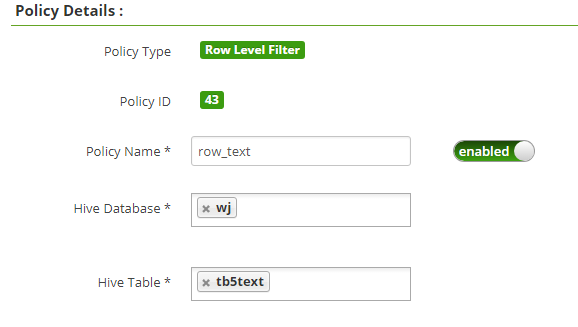 Policy Details :
Policy Type Row Level Filter
Policy ID 43
Policy Name * row_text enabled
Hive Database * × wj
Hive Table * × tb5text